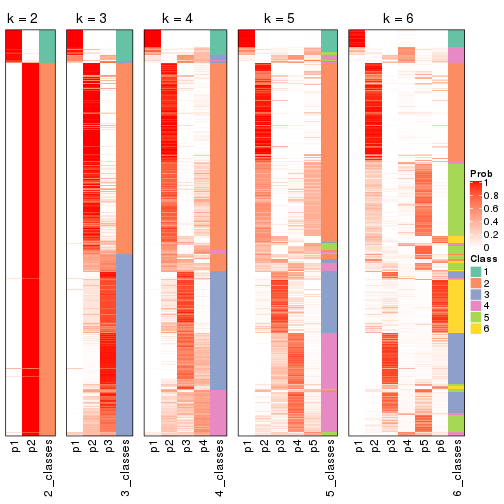 k = 2
k = 3
k = 4
k = 5
k = 6
Prob
1
0.8
0.6
0.4
0.2
0
Class
1
2
3
4
5
6
p1
p2
2_classes
p1
p2
p3
3_classes
p1
p2
p3
p4
4_classes
p1
p2
p3
p4
p5
5_classes
p1
p2
p3
p4
p5
p6
6_classes